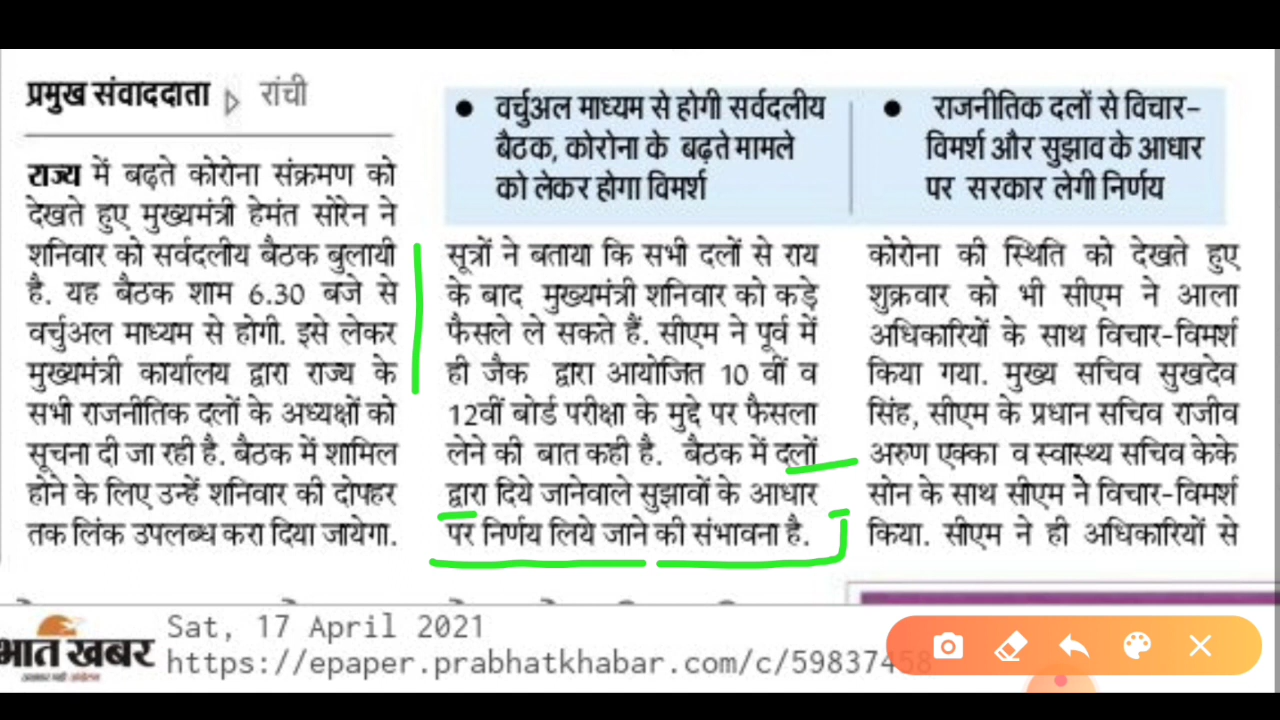 प्रमुख संवाददाता ▷ रांची
राज्य में बढ़ते कोरोना संक्रमण को
देखते हुए मुख्यमंत्री हेमंत सोरेन ने
शनिवार को सर्वदलीय बैठक बुलायी
है. यह बैठक शाम 6.30 बजे से
वर्चुअल माध्यम से होगी. इसे लेकर
मुख्यमंत्री कार्यालय द्वारा राज्य के
सभी राजनीतिक दलों के अध्यक्षों को
सूचना दी जा रही है. बैठक में शामिल
होने के लिए उन्हें शनिवार की दोपहर
तक लिंक उपलब्ध करा दिया जायेगा.
● वर्चुअल माध्यम से होगी सर्वदलीय
बैठक, कोरोना के बढ़ते मामले
को लेकर होगा विमर्श
● राजनीतिक दलों से विचार-
विमर्श और सुझाव के आधार
पर सरकार लेगी निर्णय
सूत्रों ने बताया कि सभी दलों से राय
के बाद मुख्यमंत्री शनिवार को कड़े
फैसले ले सकते हैं. सीएम ने पूर्व में
ही जैक द्वारा आयोजित 10 वीं व
12वीं बोर्ड परीक्षा के मुद्दे पर फैसला
लेने की बात कही है. बैठक में दलों
द्वारा दिये जानेवाले सुझावों के आधार
पर निर्णय लिये जाने की संभावना है.
कोरोना की स्थिति को देखते हुए
शुक्रवार को भी सीएम ने आला
अधिकारियों के साथ विचार-विमर्श
किया गया. मुख्य सचिव सुखदेव
सिंह, सीएम के प्रधान सचिव राजीव
अरुण एक्का व स्वास्थ्य सचिव केके
सोन के साथ सीएम ने विचार-विमर्श
किया. सीएम ने ही अधिकारियों से
भात खबर
Sat, 17 April 2021
https://epaper.prabhatkhabar.com/c/59837458